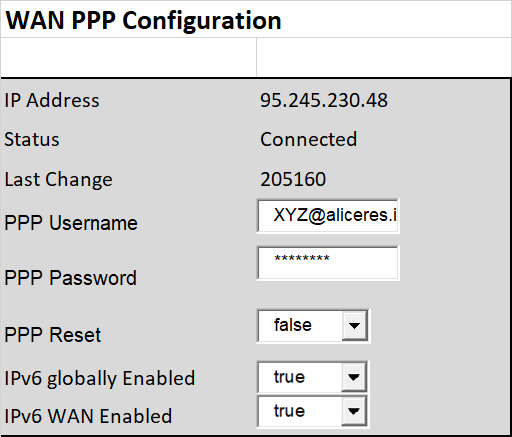 WAN PPP Configuration
IP Address 95.245.230.48
Status Connected
Last Change 205160
PPP Username XYZ@aliceres.i
PPP Password ********
PPP Reset false
IPv6 globally Enabled true
IPv6 WAN Enabled true